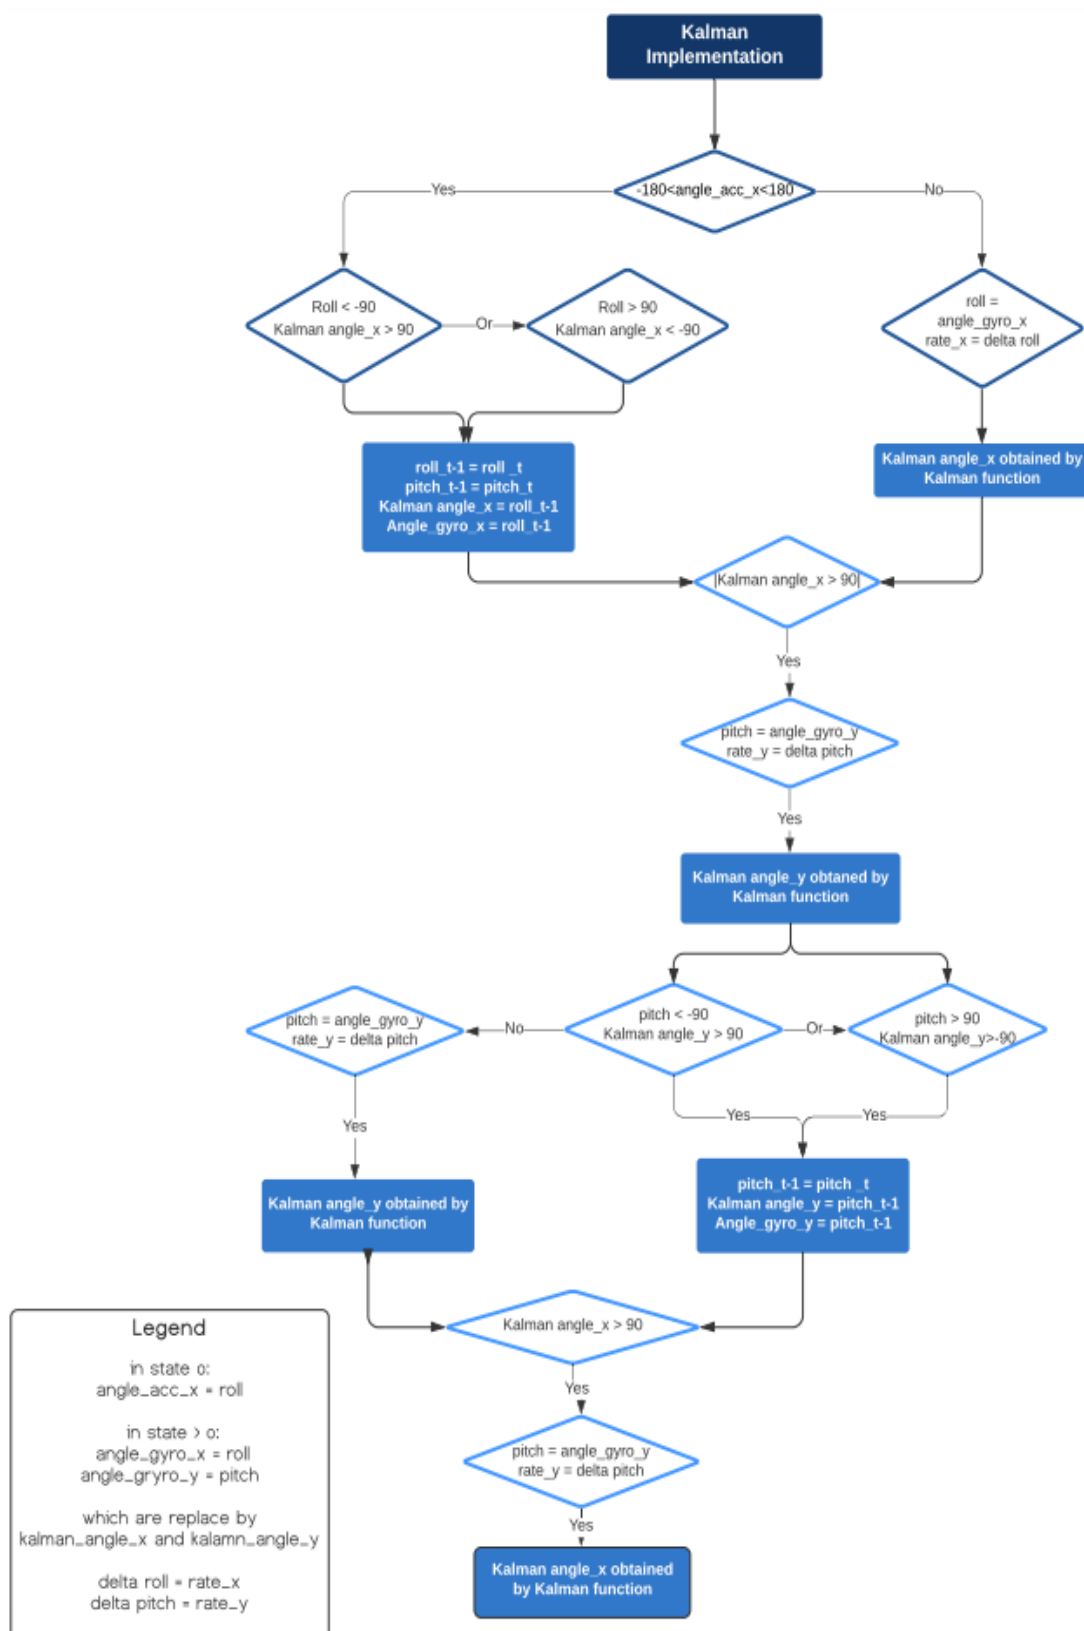 Kalman
Implementation
-180<angle_acc_x<180
Yes
No
Roll < -90
Kalman angle_x > 90
Or
Roll > 90
Kalman angle_x < -90
roll =
angle_gyro_x
rate_x = delta roll
roll_t-1 = roll _t
pitch_t-1 = pitch_t
Kalman angle_x = roll_t-1
Angle_gyro_x = roll_t-1
Kalman angle_x obtained by
Kalman function
|Kalman angle_x > 90|
Yes
pitch = angle_gyro_y
rate_y = delta pitch
Yes
Kalman angle_y obtaned by
Kalman function
pitch = angle_gyro_y
rate_y = delta pitch
No
pitch < -90
Kalman angle_y > 90
Or
pitch > 90
Kalman angle_y>-90
Yes
Yes
Yes
Kalman angle_y obtained by
Kalman function
pitch_t-1 = pitch _t
Kalman angle_y = pitch_t-1
Angle_gyro_y = pitch_t-1
Kalman angle_x > 90
Yes
pitch = angle_gyro_y
rate_y = delta pitch
Yes
Kalman angle_x obtained
by Kalman function
Legend
in state 0:
angle_acc_x = roll
in state > 0:
angle_gyro_x = roll
angle_gryro_y = pitch
which are replace by
kalman_angle_x and kalamn_angle_y
delta roll = rate_x
delta pitch = rate_y